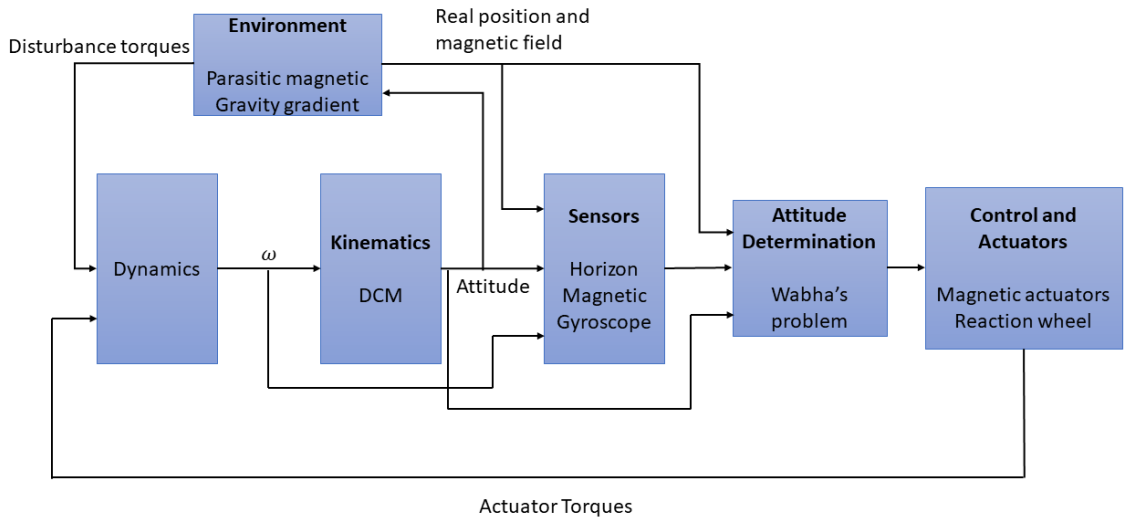 Real position and
magnetic field
Environment
Disturbance torques
Parasitic magnetic
Gravity gradient
Dynamics
ω
Kinematics
DCM
Attitude
Sensors
Horizon
Magnetic
Gyroscope
Attitude
Determination
Wabha's
problem
Control and
Actuators
Magnetic actuators
Reaction wheel
Actuator Torques